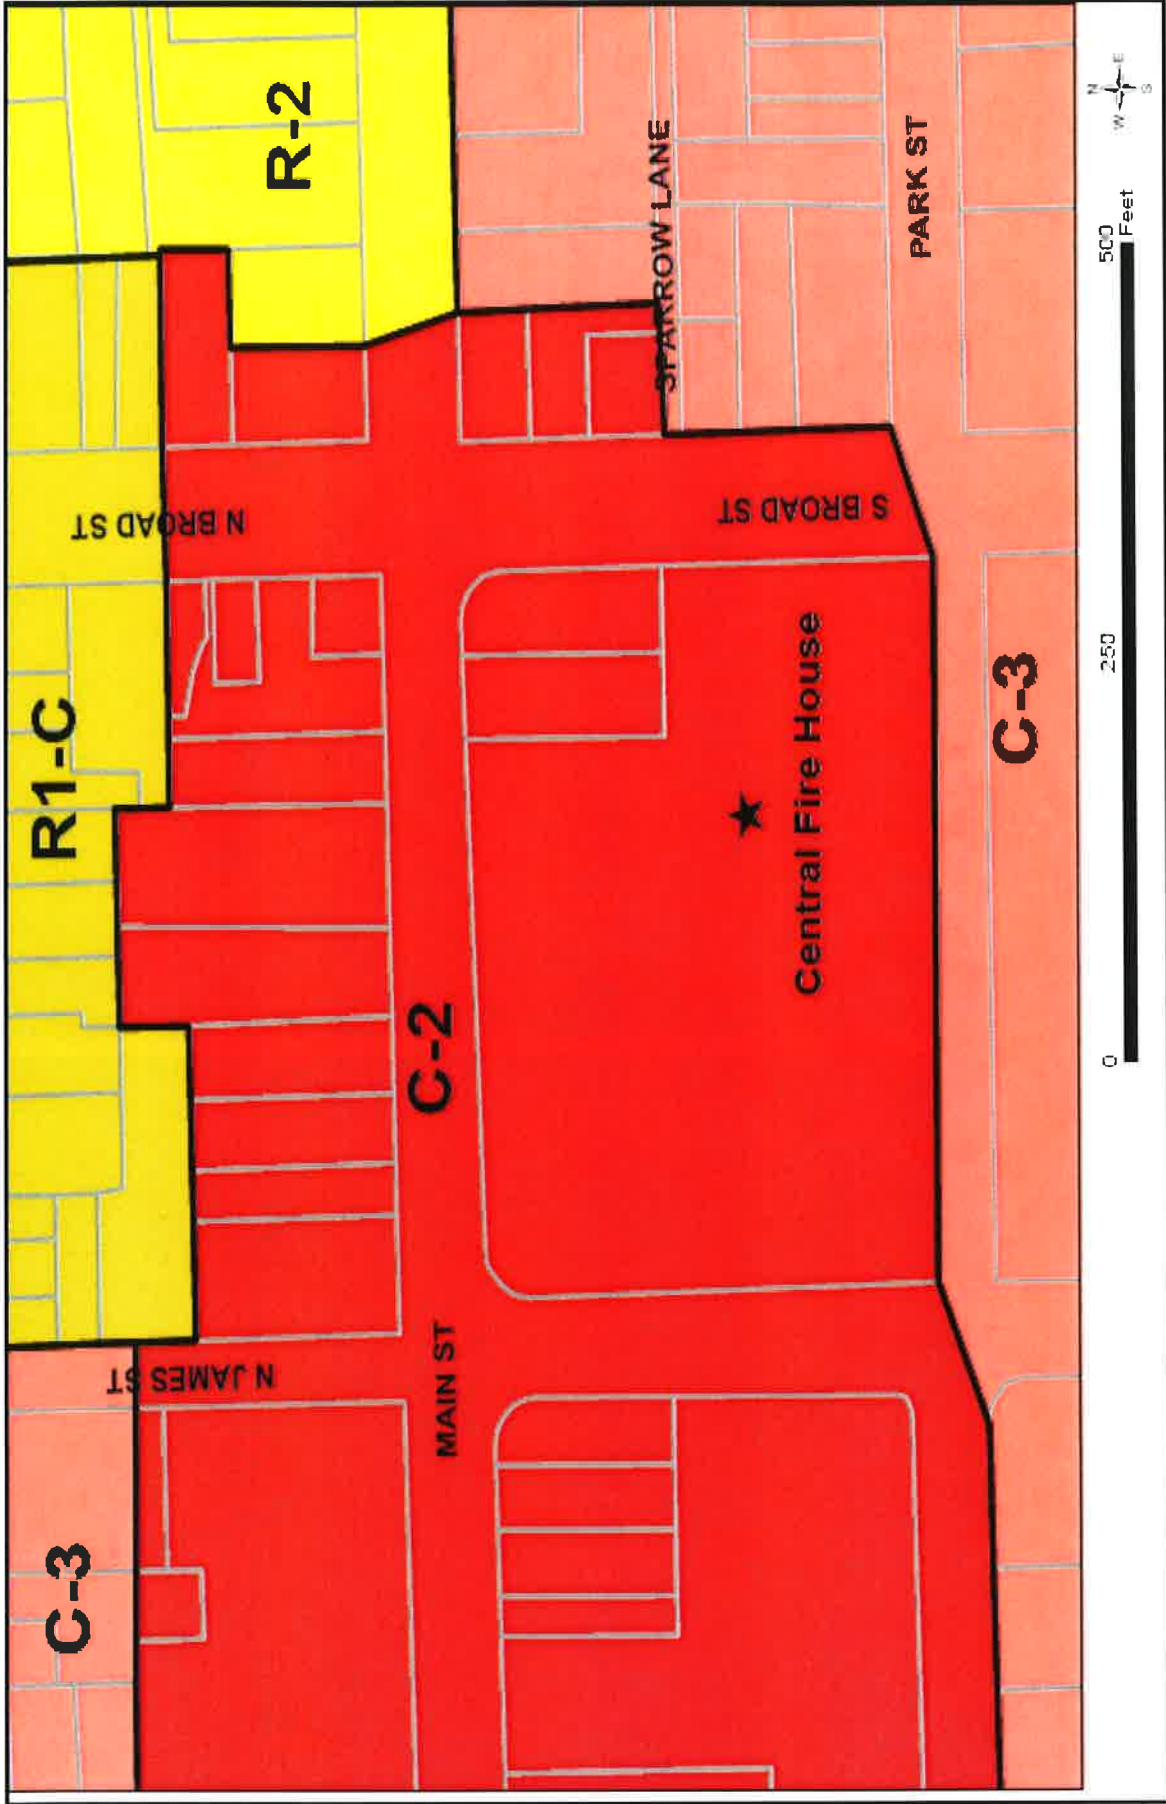 R1-C
R-2
C-3
N BROAD ST
N JAMES ST
C-2
MAIN ST
SPARROW LANE
S BROAD ST
PARK ST
Central Fire House
C-3
0
250
500
Feet
N
W
E
S